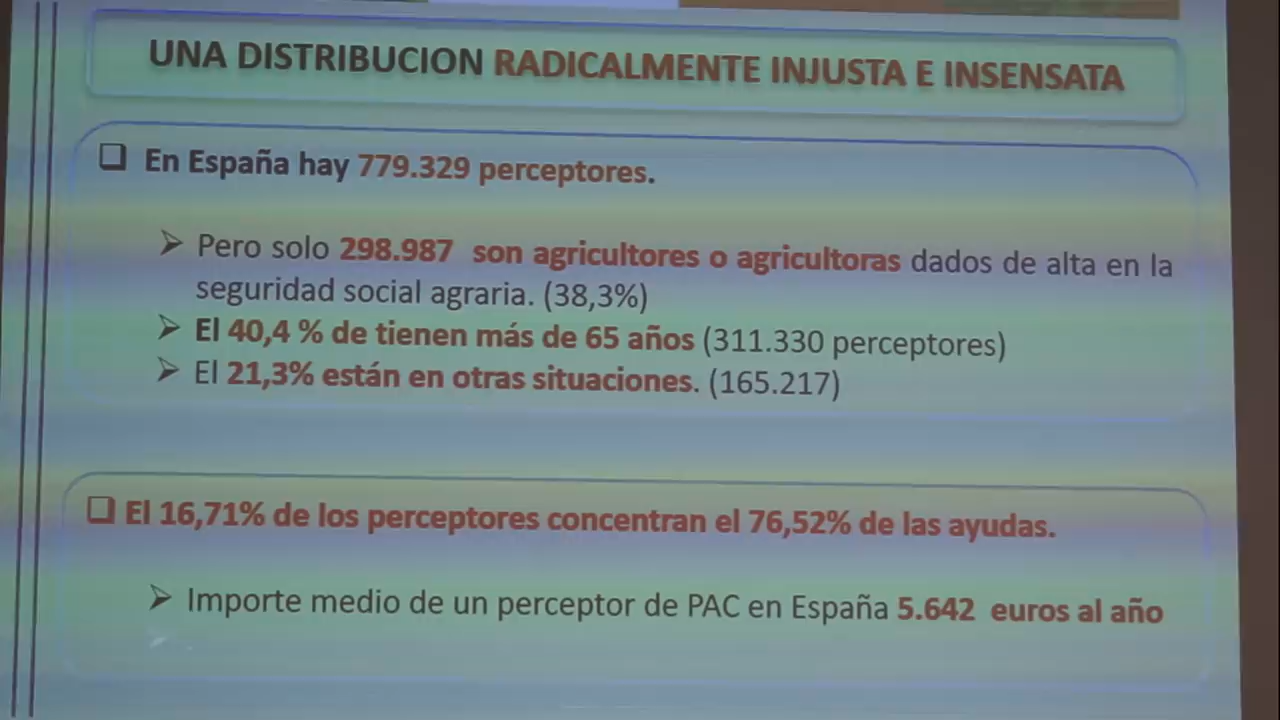 UNA DISTRIBUCION RADICALMENTE INJUSTA E INSENSATA
En España hay 779.329 perceptores.
Pero solo 298.987 son agricultores o agricultoras dados de alta en la
seguridad social agraria. (38,3%)
El 40,4 % de tienen más de 65 años (311.330 perceptores)
El 21,3% están en otras situaciones. (165.217)
El 16,71% de los perceptores concentran el 76,52% de las ayudas.
Importe medio de un perceptor de PAC en España 5.642 euros al año